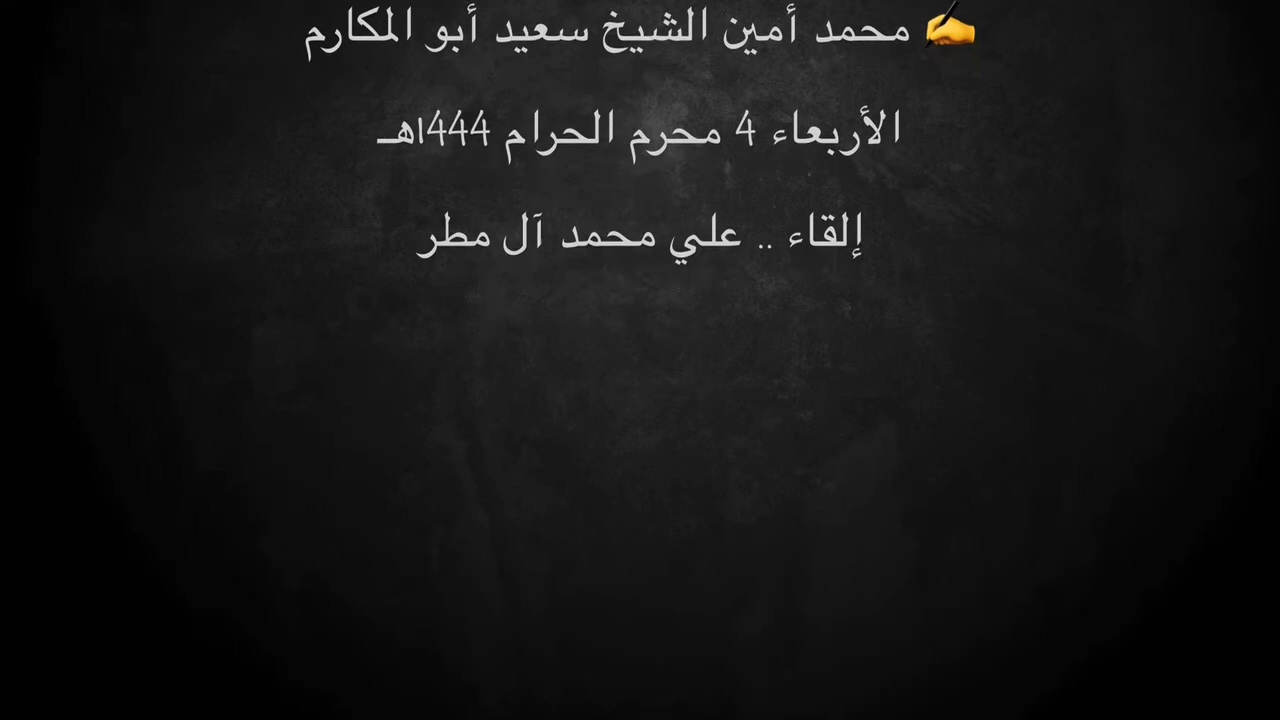 ✍️ محمد أمين الشيخ سعيد أبو المكارم
الأربعاء 4 محرم الحرام 1444هـ
إلقاء .. علي محمد آل مطر